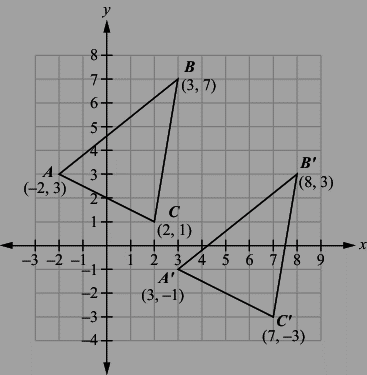 y
8
7
6
5
4
3
2
1
B
(3, 7)
A
(−2, 3)
C
(2, 1)
B'
(8, 3)
x
−3 −2 −1 1 2 3 4 5 6 7 8 9
−1
−2
−3
−4
A'
(3, −1)
C'
(7, −3)